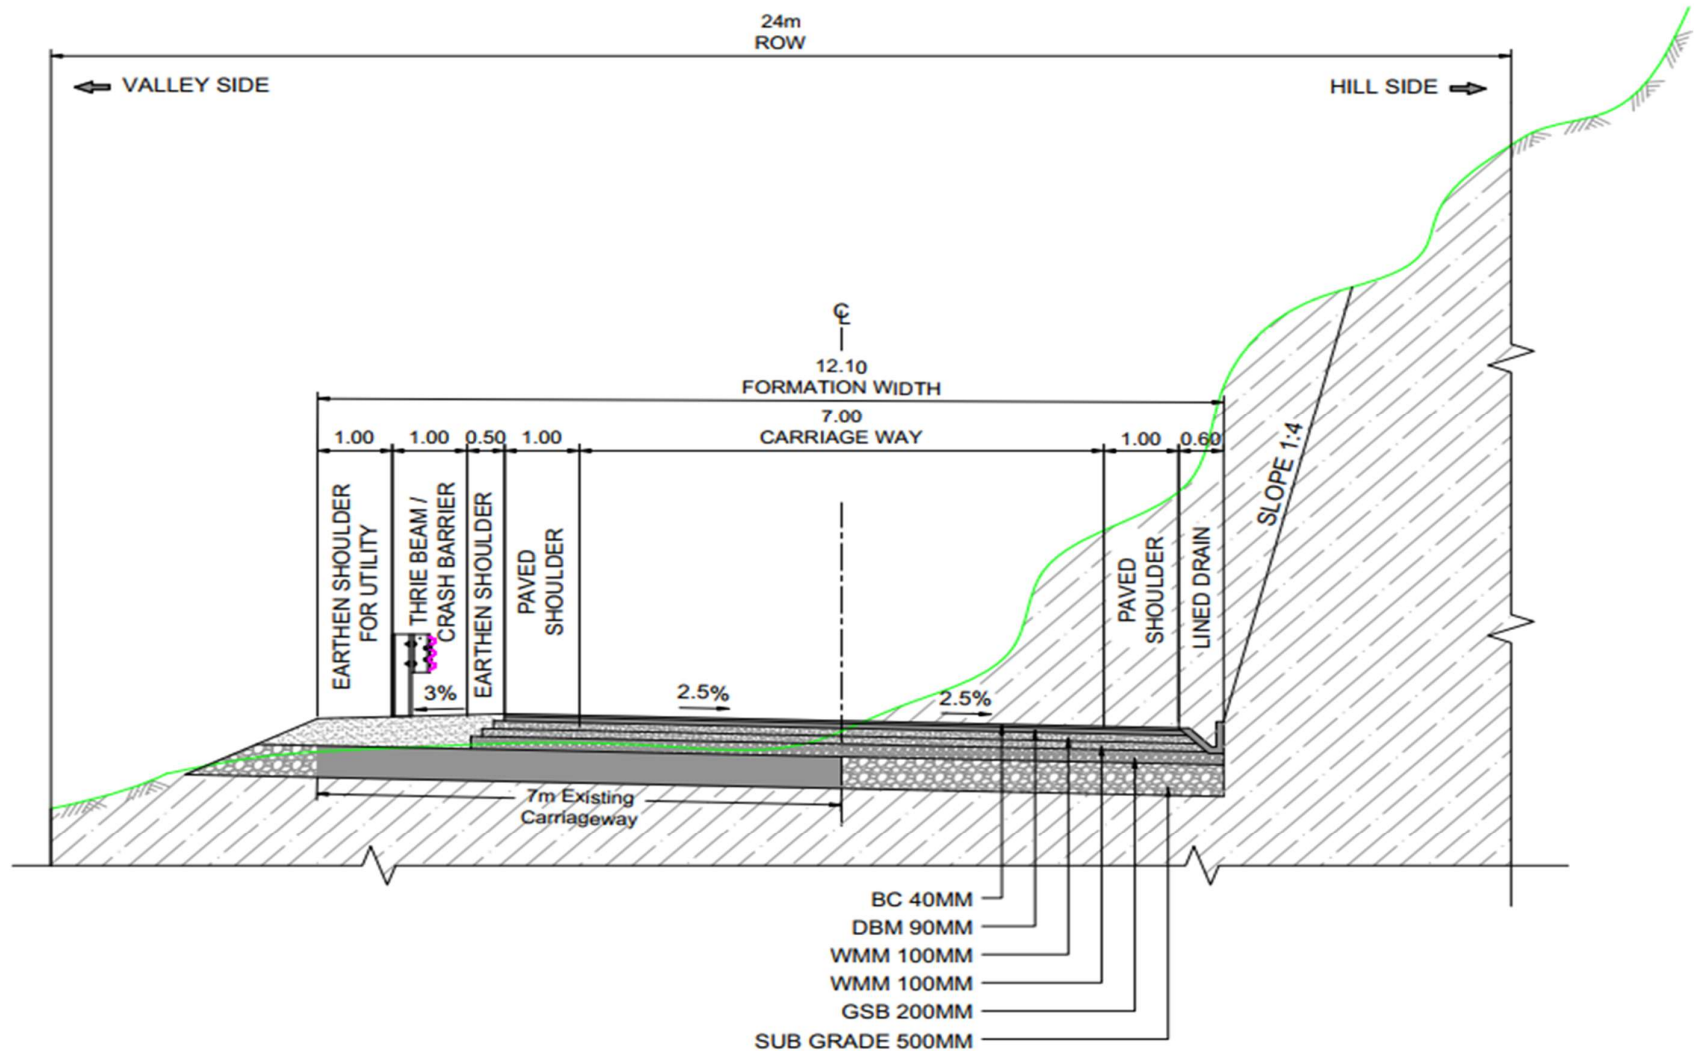 24m
ROW
VALLEY SIDE
HILL SIDE
℄
12.10
FORMATION WIDTH
7.00
CARRIAGE WAY
1.00
1.00
0.50
1.00
1.00
0.60
EARTHEN SHOULDER
FOR UTILITY
THRIE BEAM /
CRASH BARRIER
EARTHEN SHOULDER
PAVED
SHOULDER
PAVED
SHOULDER
LINED DRAIN
SLOPE 1:4
3%
2.5%
2.5%
7m Existing
Carriageway
BC 40MM
DBM 90MM
WMM 100MM
WMM 100MM
GSB 200MM
SUB GRADE 500MM